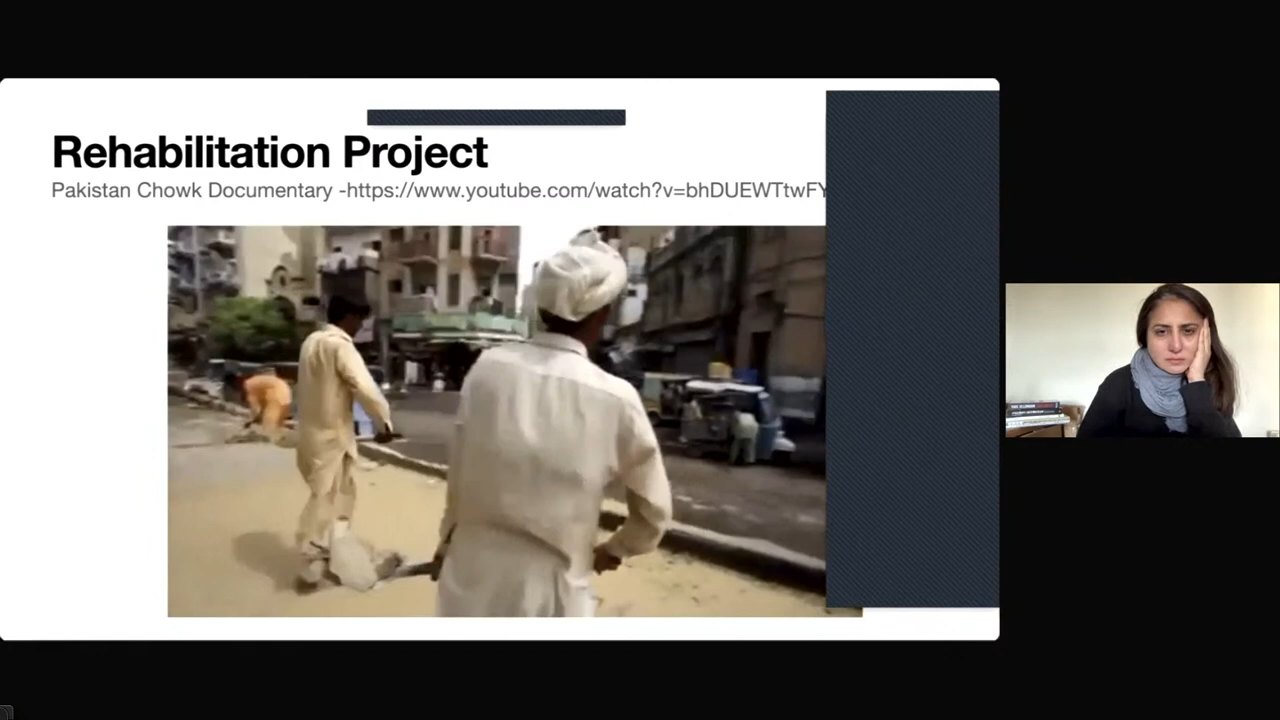 Rehabilitation Project
Pakistan Chowk Documentary -https://www.youtube.com/watch?v=bhDUEWTtwFY